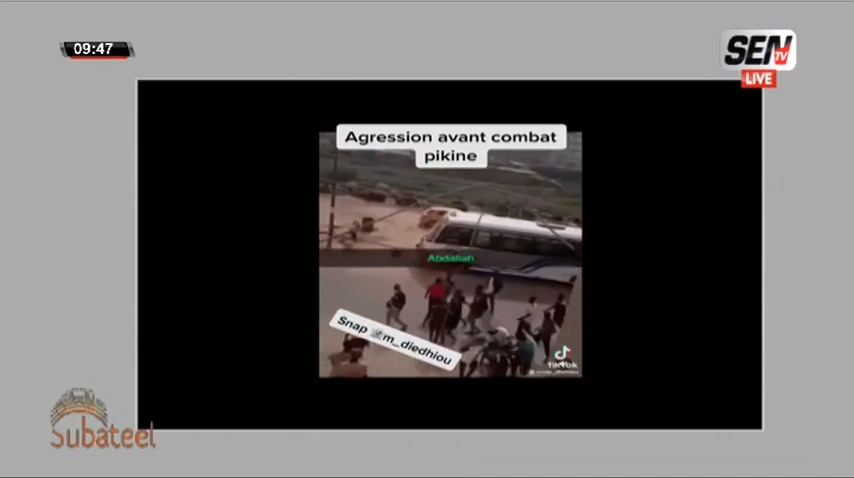 09:47
SEN
TV
LIVE
Agression avant combat
pikine
Abdallah
Snap m_diedhiou
TikTok
Subateel